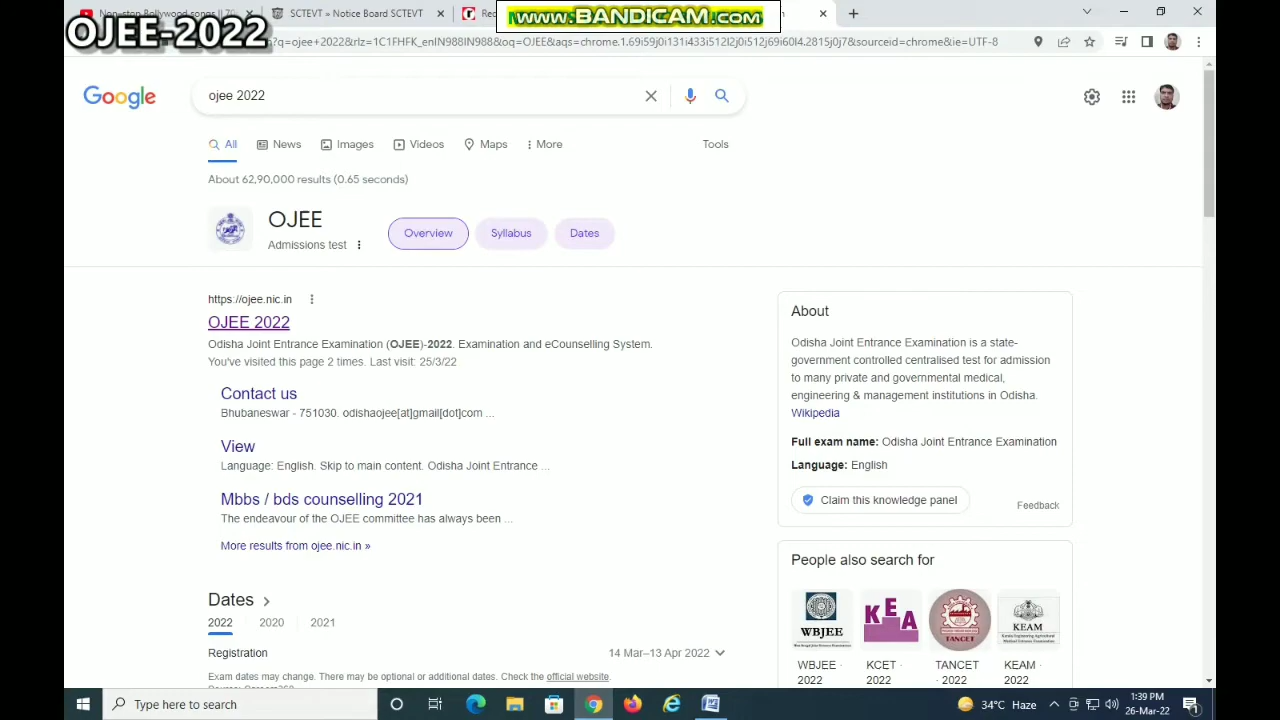 Non-stop Bollywood songs || 70
SCTEVT » Notice Board SCTEVT
Rec
www.BANDICAM.com
OJEE-2022
?q=ojee+2022&rlz=1C1FHFK_enIN988IN988&oq=OJEE&aqs=chrome.1.69i59j0i131i433i512l2j0i512j69i60l4.2815j0j7&sourceid=chrome&ie=UTF-8
Google
ojee 2022
All
News
Images
Videos
Maps
More
Tools
About 62,90,000 results (0.65 seconds)
OJEE
Admissions test
Overview
Syllabus
Dates
https://ojee.nic.in
OJEE 2022
Odisha Joint Entrance Examination (OJEE)-2022. Examination and eCounselling System.
You've visited this page 2 times. Last visit: 25/3/22
Contact us
Bhubaneswar - 751030. odishaojee[at]gmail[dot]com ...
View
Language: English. Skip to main content. Odisha Joint Entrance ...
Mbbs / bds counselling 2021
The endeavour of the OJEE committee has always been ...
More results from ojee.nic.in »
Dates
2022
2020
2021
Registration
14 Mar–13 Apr 2022
Exam dates may change. There may be optional or additional dates. Check the official website.
About
Odisha Joint Entrance Examination is a state-
government controlled centralised test for admission
to many private and governmental medical,
engineering & management institutions in Odisha.
Wikipedia
Full exam name: Odisha Joint Entrance Examination
Language: English
Claim this knowledge panel
Feedback
People also search for
WBJEE
KEA
TANCET
KEAM
WBJEE ·
2022
KCET ·
2022
TANCET
· 2022
KEAM ·
2022
Type here to search
34°C Haze
1:39 PM
26-Mar-22